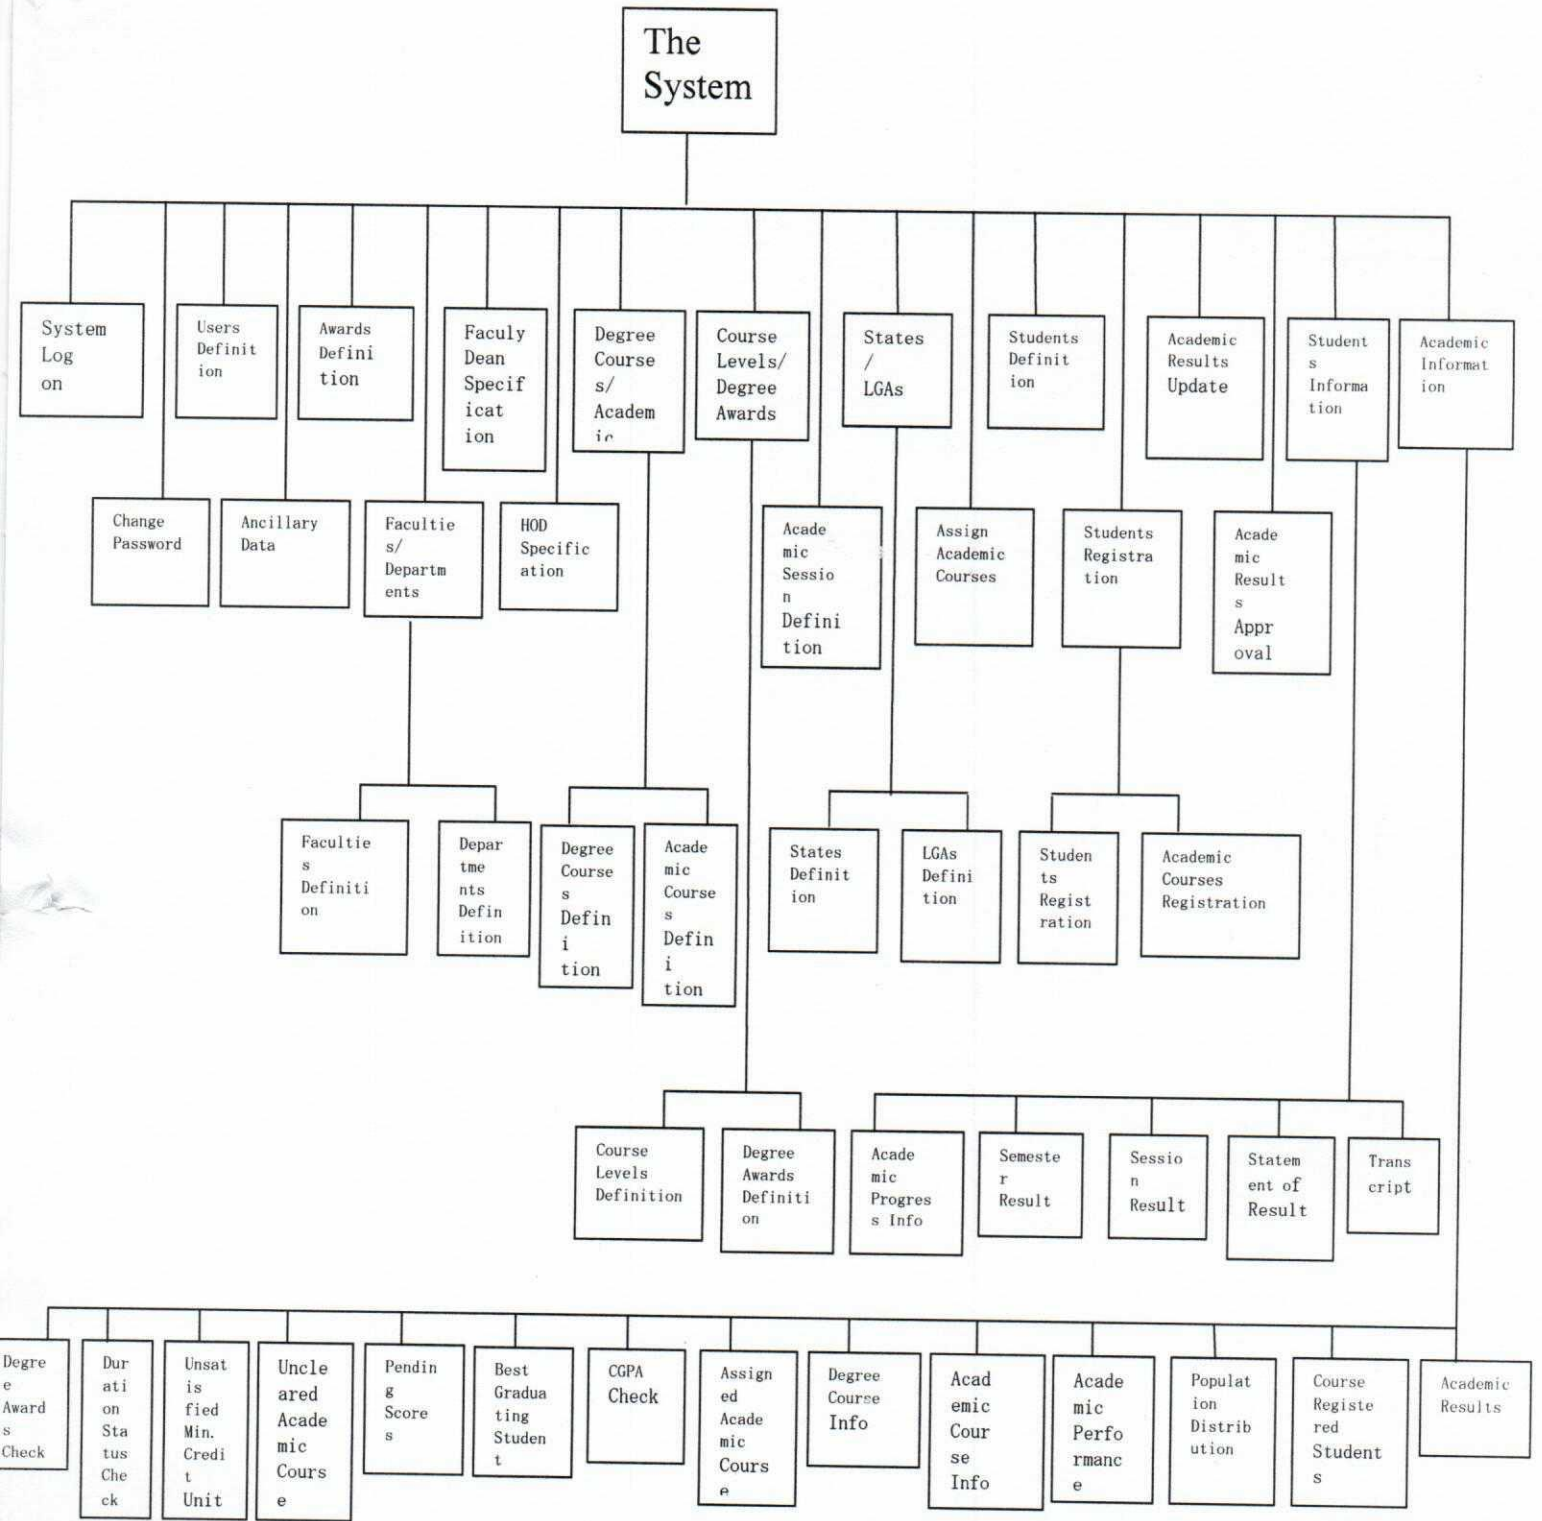 The
System
System
Log
on
Users
Definit
ion
Awards
Defini
tion
Faculy
Dean
Specif
icat
ion
Degree
Course
s/
Academ
ic
Course
Levels/
Degree
Awards
States
/
LGAs
Students
Definit
ion
Academic
Results
Update
Student
s
Informa
tion
Academic
Informat
ion
Change
Password
Ancillary
Data
Facultie
s/
Departm
ents
HOD
Specific
ation
Acade
mic
Sessio
n
Defini
tion
Assign
Academic
Courses
Students
Registra
tion
Acade
mic
Result
s
Appr
oval
Facultie
s
Definiti
on
Depar
tme
nts
Defin
ition
Degree
Course
s
Defin
i
tion
Acade
mic
Course
s
Defin
i
tion
States
Definit
ion
LGAs
Defini
tion
Studen
ts
Regist
ration
Academic
Courses
Registration
Course
Levels
Definition
Degree
Awards
Definiti
on
Acade
mic
Progres
s Info
Semeste
r
Result
Sessio
n
Result
Statem
ent of
Result
Trans
cript
Degre
e
Award
s
Check
Dur
ati
on
Sta
tus
Che
ck
Unsat
is
fied
Min.
Credi
t
Unit
Uncle
ared
Acade
mic
Cours
e
Pendin
g
Score
s
Best
Gradua
ting
Studen
t
CGPA
Check
Assign
ed
Acade
mic
Cours
e
Degree
Course
Info
Acad
emic
Cour
se
Info
Acade
mic
Perfo
rmanc
e
Populat
ion
Distrib
ution
Course
Registe
red
Student
s
Academic
Results